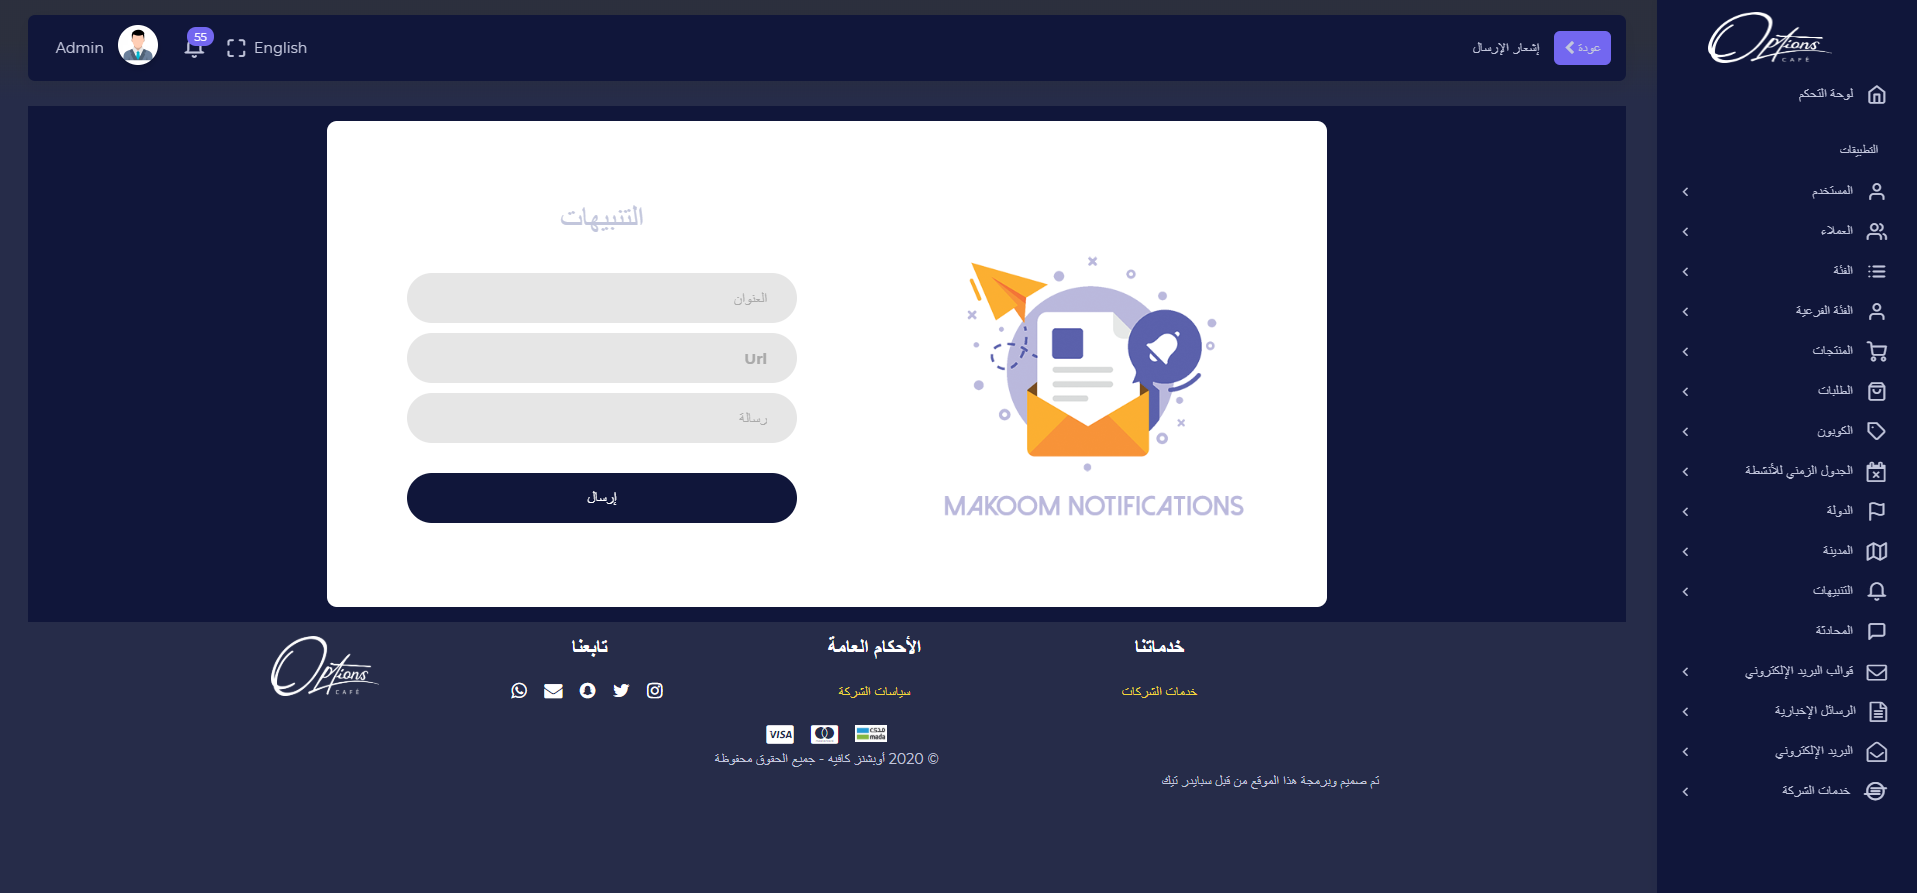 Options
CAFÉ
لوحة التحكم
التطبيقات
المستخدم
العملاء
الفئة
الفئة الفرعية
المنتجات
الطلبات
الكوبون
الجدول الزمني للأنشطة
الدولة
المدينة
التنبيهات
المحادثة
قوالب البريد الإلكتروني
الرسائل الإخبارية
البريد الإلكتروني
خدمات الشركة
عودة
إشعار الإرسال
English
55
Admin
التنبيهات
العنوان
Url
رسالة
إرسال
MAKOOM NOTIFICATIONS
خدماتنا
خدمات الشركات
الأحكام العامة
سياسات الشركة
تابعنا
Options
CAFÉ
VISA
مدى mada
© 2020 أوبشنز كافيه - جميع الحقوق محفوظة
تم صميم وبرمجة هذا الموقع من قبل سبايدر تيك